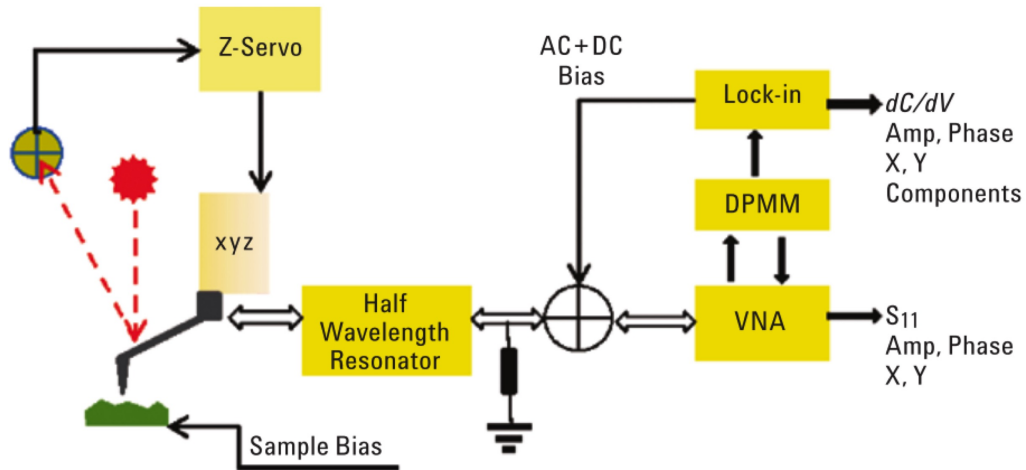 Z-Servo
xyz
Half
Wavelength
Resonator
Sample Bias
AC+DC
Bias
Lock-in
DPMM
VNA
dC/dV
Amp, Phase
X, Y
Components
S₁₁
Amp, Phase
X, Y